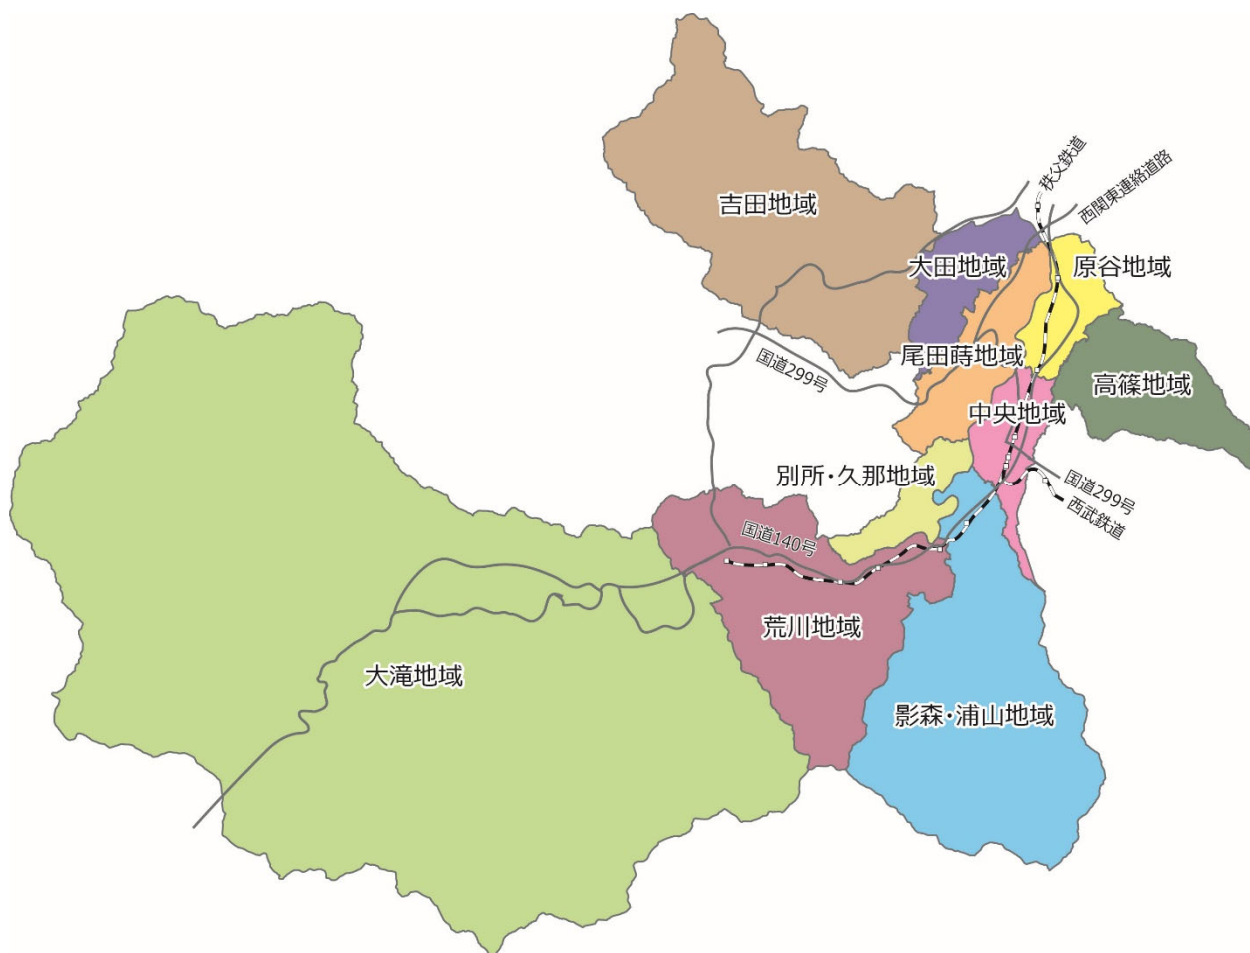 秩父鉄道
西関東連絡道路
吉田地域
大田地域
原谷地域
尾田蒔地域
国道299号
高篠地域
中央地域
別所・久那地域
国道299号
西武鉄道
国道140号
荒川地域
大滝地域
影森・浦山地域